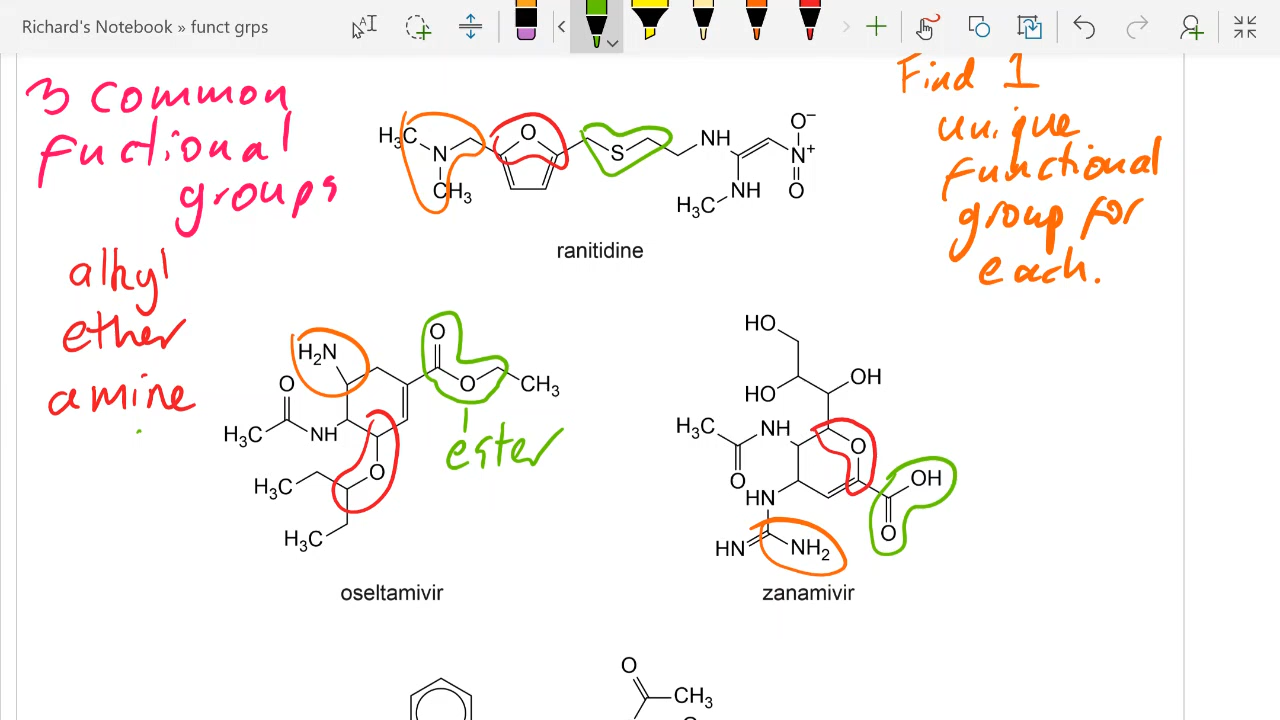 Richard's Notebook » funct grps
3 common
fuctional
groups
Find 1
unique
functional
group for
each.
H₃C
N
CH₃
O
S
NH
O⁻
N⁺
O
NH
H₃C
ranitidine
alkyl
ether
amine
H₂N
O
O
O
CH₃
H₃C
NH
O
H₃C
H₃C
ester
oseltamivir
HO
HO
OH
H₃C
NH
O
O
OH
O
HN
HN
NH₂
zanamivir
O
CH₃